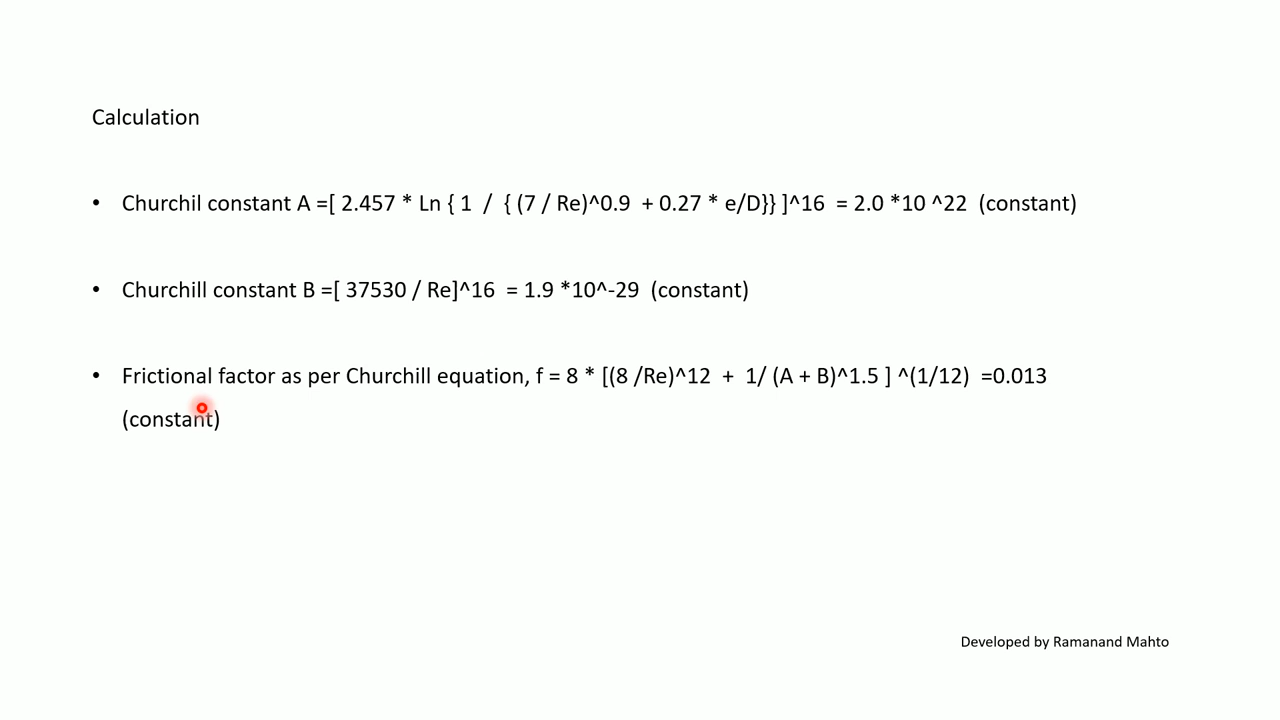 Calculation
• Churchil constant A =[ 2.457 * Ln { 1 / { (7 / Re)^0.9 + 0.27 * e/D}} ]^16 = 2.0 *10 ^22 (constant)
• Churchill constant B =[ 37530 / Re]^16 = 1.9 *10^-29 (constant)
• Frictional factor as per Churchill equation, f = 8 * [(8 /Re)^12 + 1/ (A + B)^1.5 ] ^(1/12) =0.013
(constant)
Developed by Ramanand Mahto